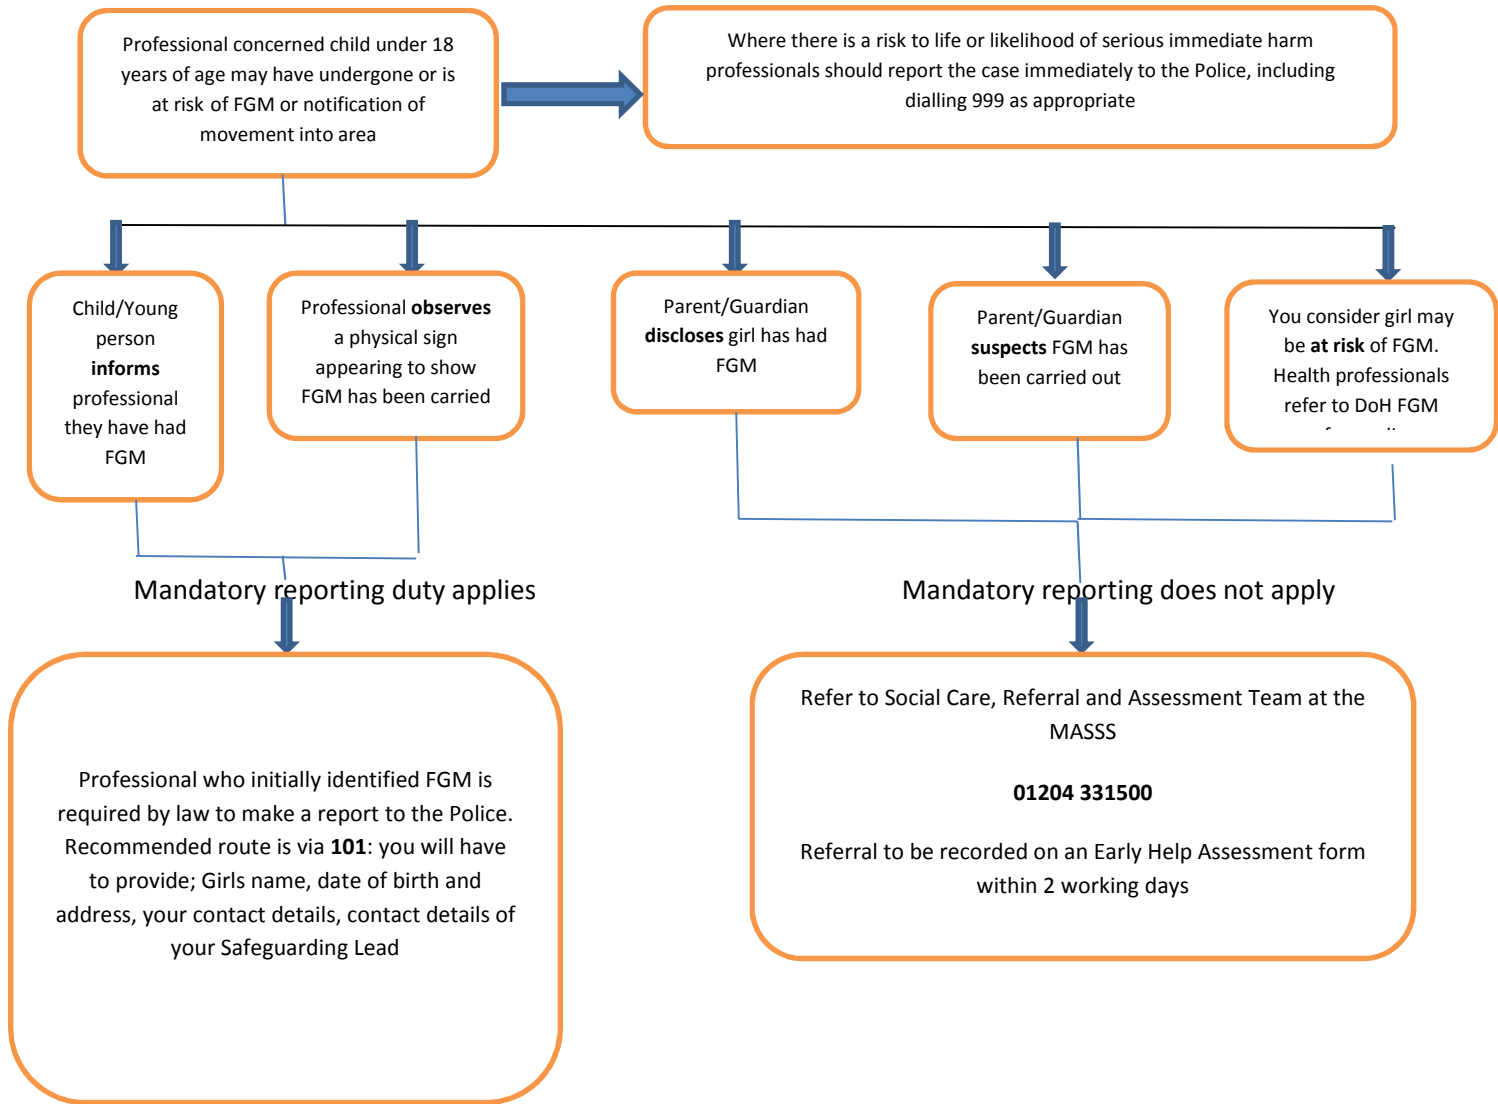 Professional concerned child under 18
years of age may have undergone or is
at risk of FGM or notification of
movement into area
Where there is a risk to life or likelihood of serious immediate harm
professionals should report the case immediately to the Police, including
dialling 999 as appropriate
Child/Young
person
informs
professional
they have had
FGM
Professional observes
a physical sign
appearing to show
FGM has been carried
Parent/Guardian
discloses girl has had
FGM
Parent/Guardian
suspects FGM has
been carried out
You consider girl may
be at risk of FGM.
Health professionals
refer to DoH FGM
Mandatory reporting duty applies
Mandatory reporting does not apply
Professional who initially identified FGM is
required by law to make a report to the Police.
Recommended route is via 101: you will have
to provide; Girls name, date of birth and
address, your contact details, contact details of
your Safeguarding Lead
Refer to Social Care, Referral and Assessment Team at the
MASSS
01204 331500
Referral to be recorded on an Early Help Assessment form
within 2 working days